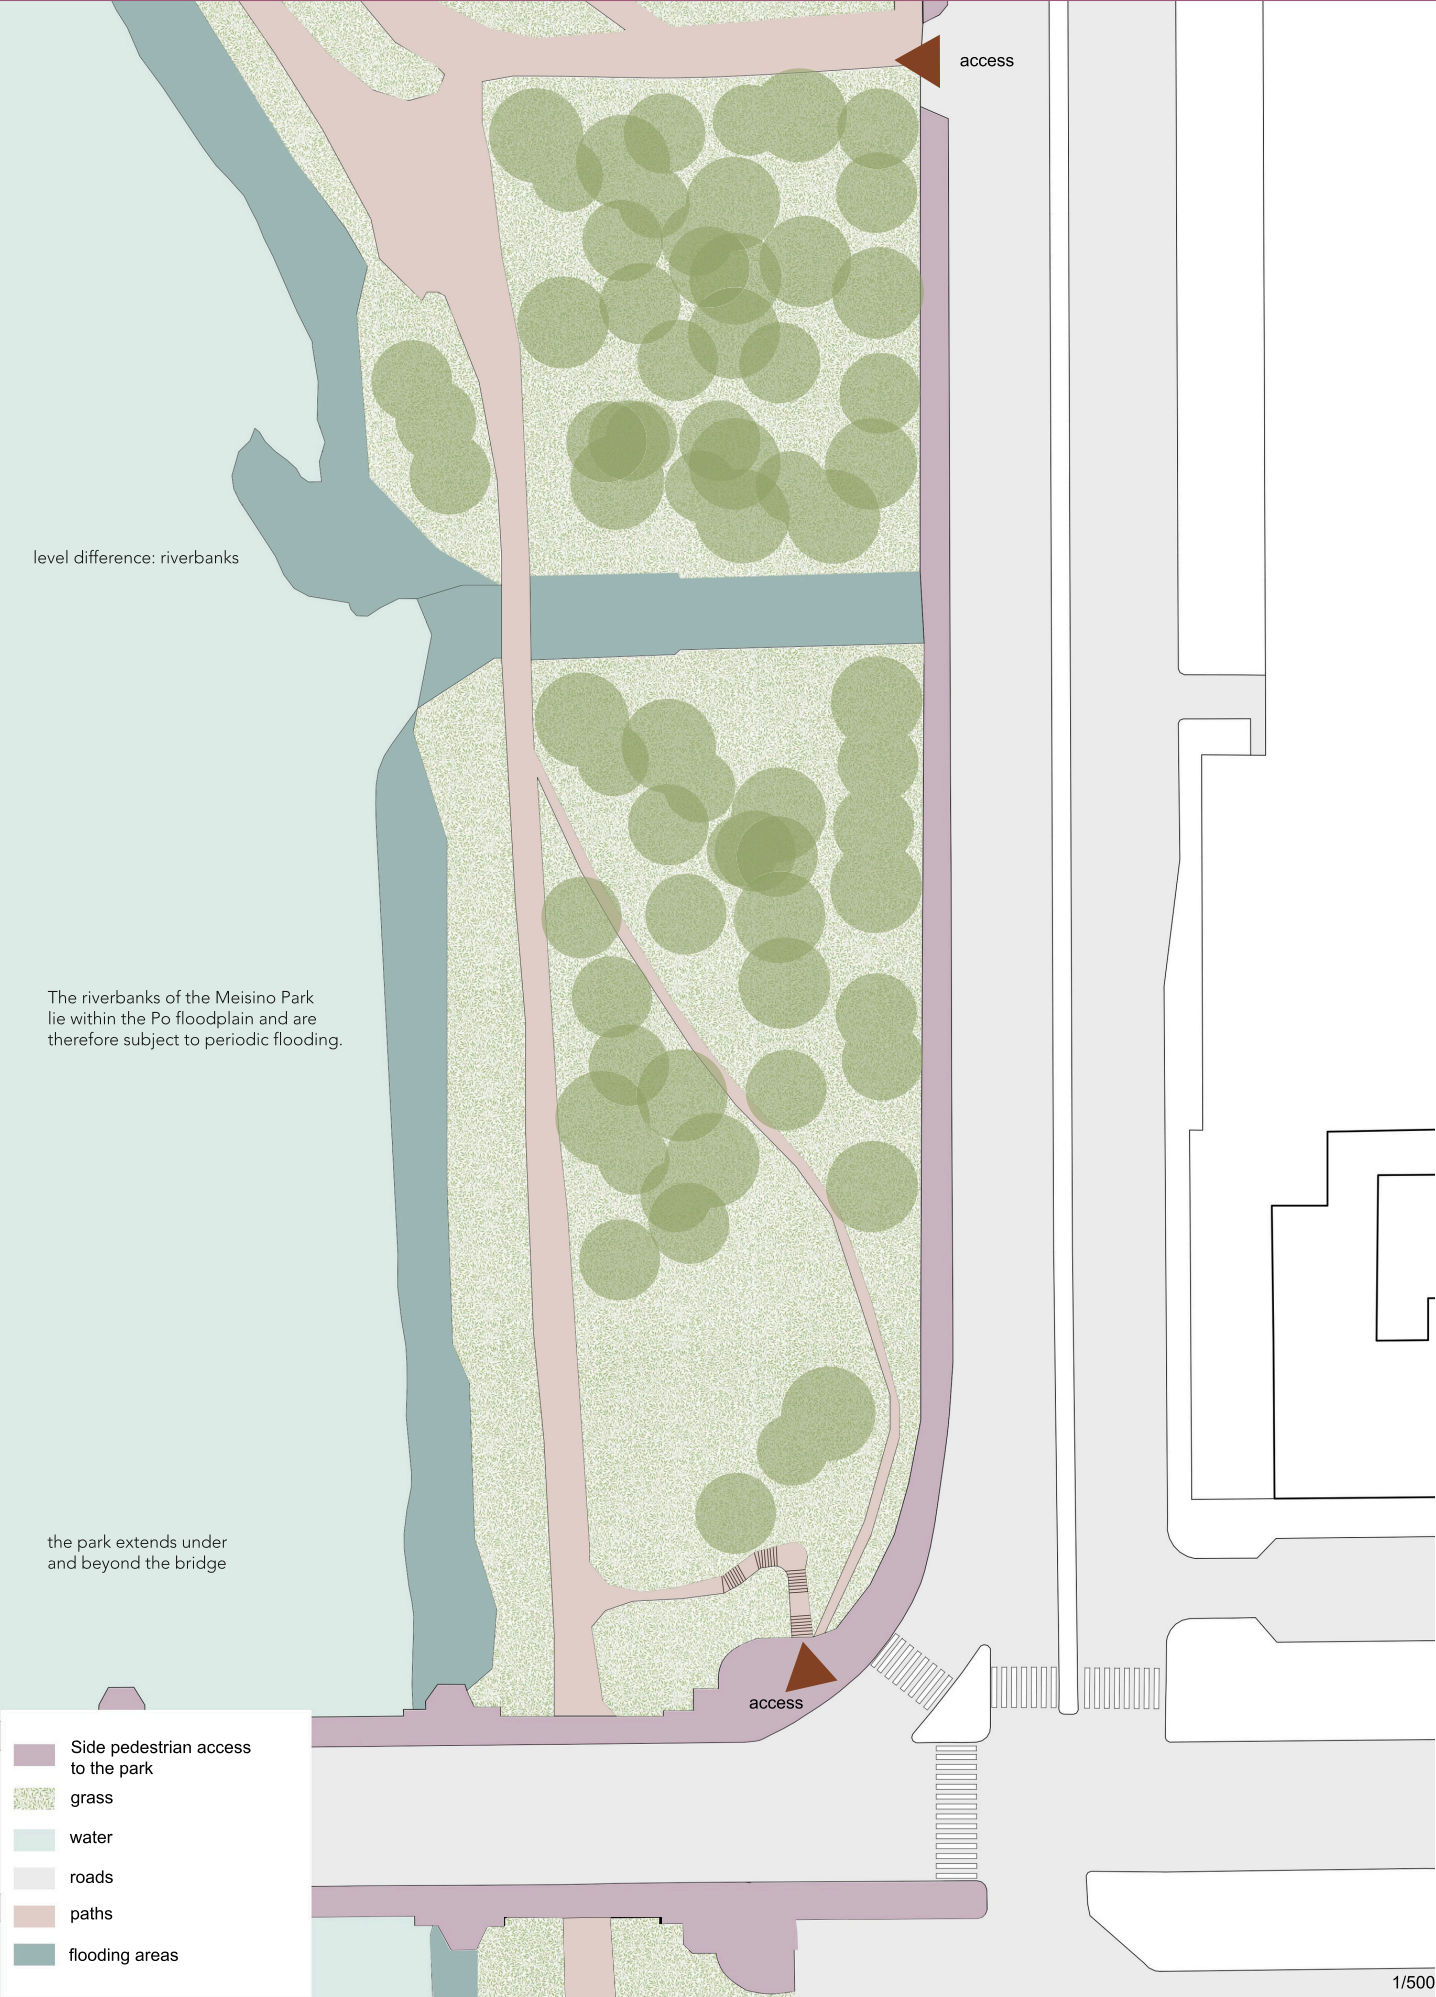 access
level difference: riverbanks
The riverbanks of the Meisino Park
lie within the Po floodplain and are
therefore subject to periodic flooding.
the park extends under
and beyond the bridge
access
Side pedestrian access
to the park
grass
water
roads
paths
flooding areas
1/500